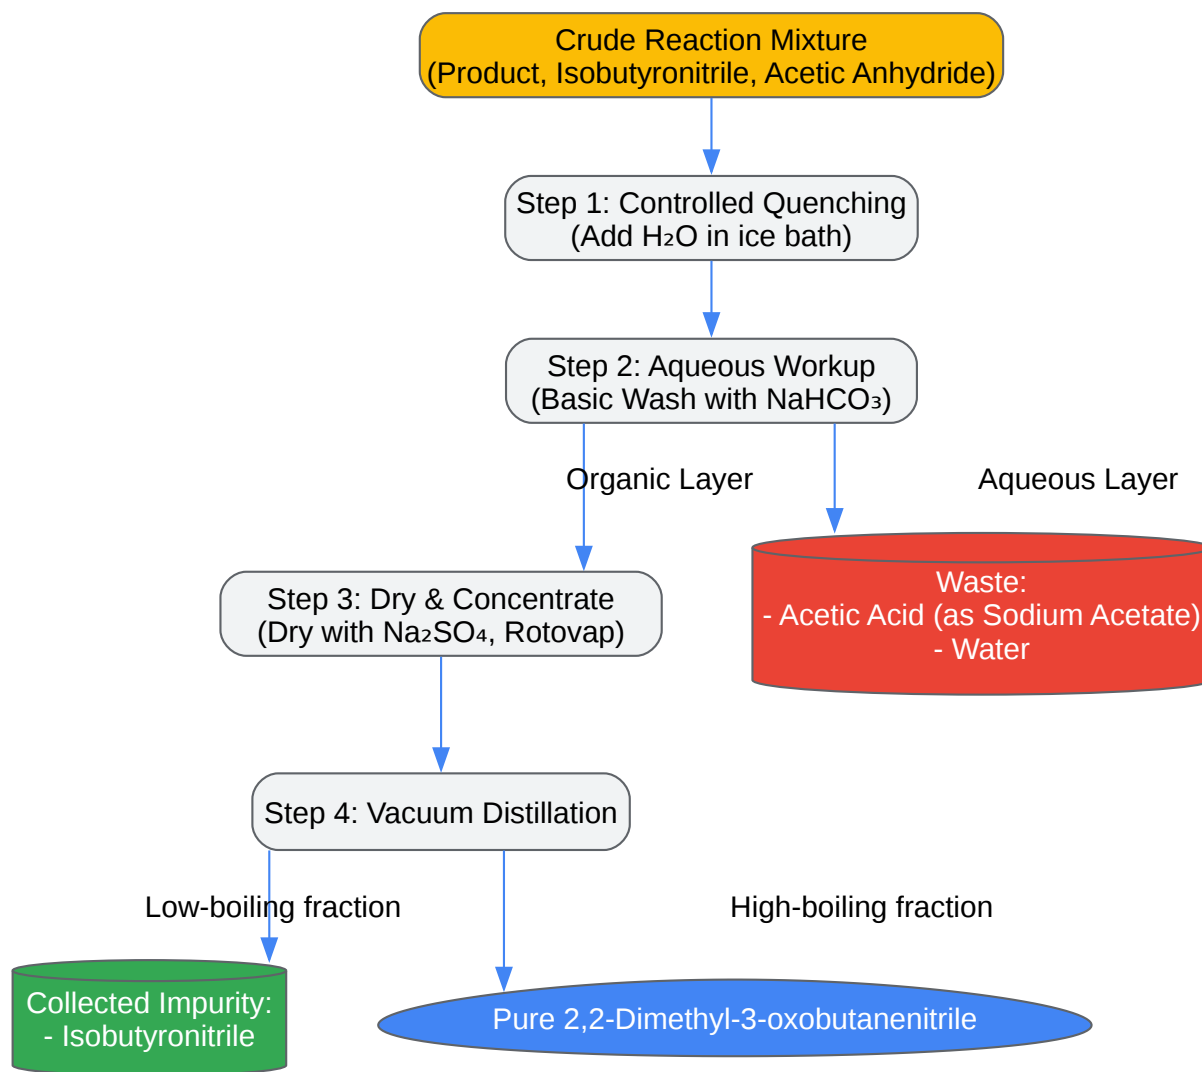 Crude Reaction Mixture
(Product, Isobutyronitrile, Acetic Anhydride)
Step 1: Controlled Quenching
(Add H₂O in ice bath)
Step 2: Aqueous Workup
(Basic Wash with NaHCO₃)
Organic Layer
Aqueous Layer
Waste:
- Acetic Acid (as Sodium Acetate)
- Water
Step 3: Dry & Concentrate
(Dry with Na₂SO₄, Rotovap)
Step 4: Vacuum Distillation
Low-boiling fraction
High-boiling fraction
Collected Impurity:
- Isobutyronitrile
Pure 2,2-Dimethyl-3-oxobutanenitrile